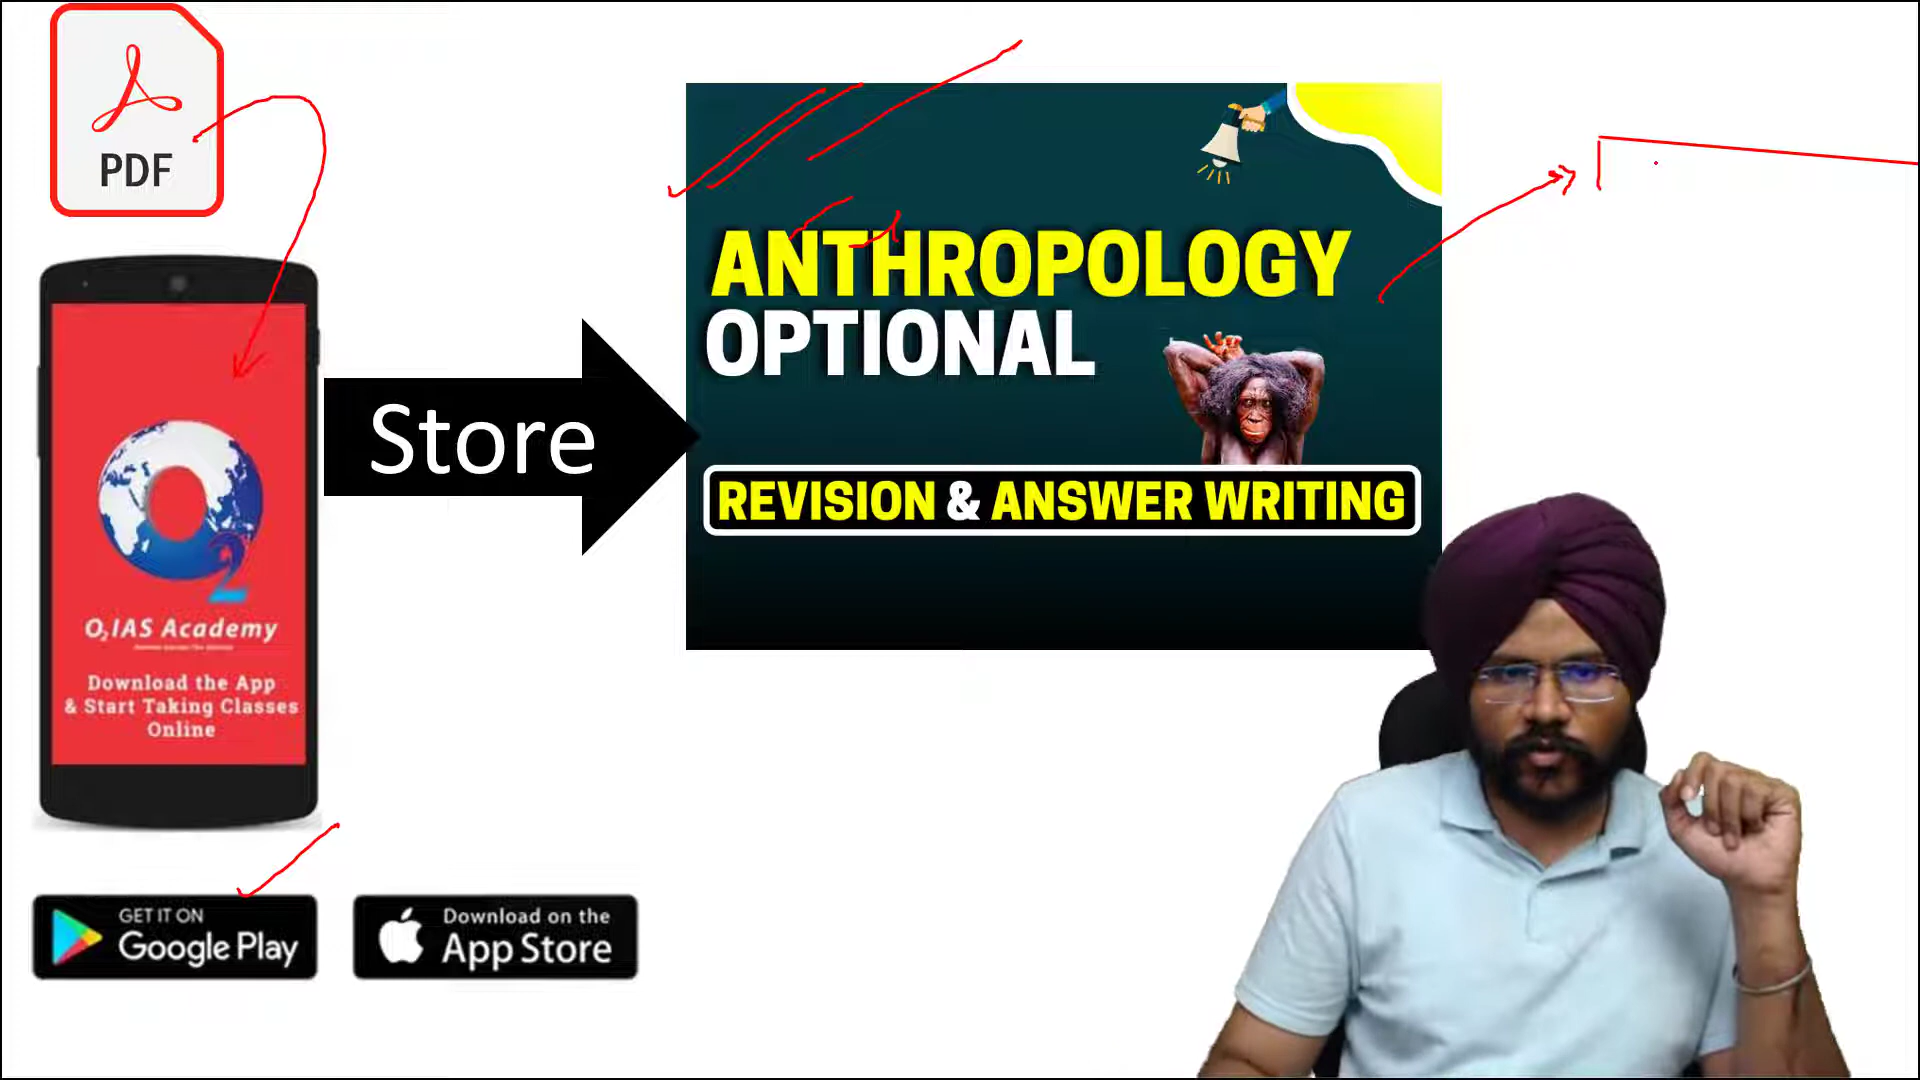 PDF
O2
O₂IAS Academy
Download the App
& Start Taking Classes
Online
Store
ANTHROPOLOGY
OPTIONAL
REVISION & ANSWER WRITING
GET IT ON
Google Play
Download on the
App Store